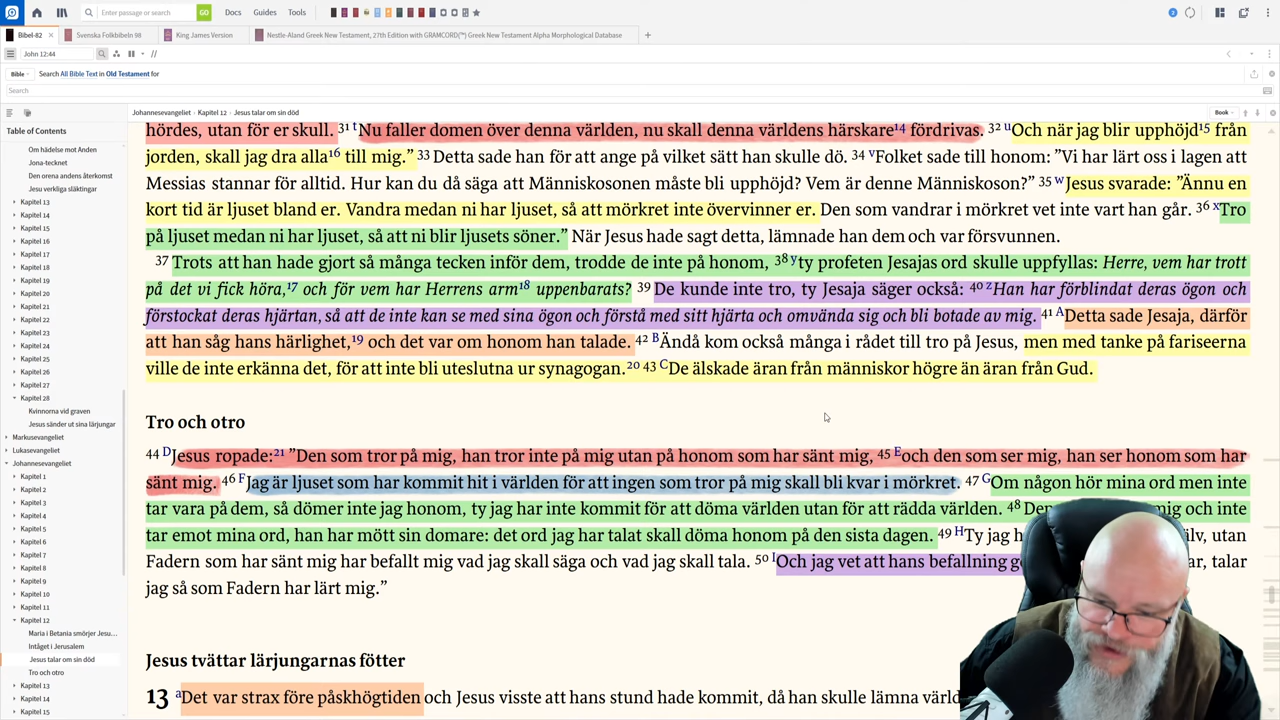 Enter passage or search GO Docs Guides Tools 2
Bibel-82 Svenska Folkbibeln 98 King James Version Nestle-Aland Greek New Testament, 27th Edition with GRAMCORD(™) Greek New Testament Alpha Morphological Database
John 12:44
Bible Search All Bible Text in Old Testament for
Search
Johannesevangeliet › Kapitel 12 › Jesus talar om sin död Book
Table of Contents
Om hädelse mot Anden
Jona-tecknet
Den orena andens återkomst
Jesu verkliga släktingar
Kapitel 13
Kapitel 14
Kapitel 15
Kapitel 16
Kapitel 17
Kapitel 18
Kapitel 19
Kapitel 20
Kapitel 21
Kapitel 22
Kapitel 23
Kapitel 24
Kapitel 25
Kapitel 26
Kapitel 27
Kapitel 28
Kvinnorna vid graven
Jesus sänder ut sina lärjungar
Markusevangeliet
Lukasevangeliet
Johannesevangeliet
Kapitel 1
Kapitel 2
Kapitel 3
Kapitel 4
Kapitel 5
Kapitel 6
Kapitel 7
Kapitel 8
Kapitel 9
Kapitel 10
Kapitel 11
Kapitel 12
Maria i Betania smörjer Jesu...
Intåget i Jerusalem
Jesus talar om sin död
Tro och otro
Kapitel 13
Kapitel 14
Kapitel 15
hördes, utan för er skull. 31 t Nu faller domen över denna världen, nu skall denna världens härskare14 fördrivas. 32 u Och när jag blir upphöjd15 från
jorden, skall jag dra alla16 till mig.” 33 Detta sade han för att ange på vilket sätt han skulle dö. 34 v Folket sade till honom: ”Vi har lärt oss i lagen att
Messias stannar för alltid. Hur kan du då säga att Människosonen måste bli upphöjd? Vem är denne Människoson?” 35 w Jesus svarade: ”Ännu en
kort tid är ljuset bland er. Vandra medan ni har ljuset, så att mörkret inte övervinner er. Den som vandrar i mörkret vet inte vart han går. 36 x Tro
på ljuset medan ni har ljuset, så att ni blir ljusets söner.” När Jesus hade sagt detta, lämnade han dem och var försvunnen.
37 Trots att han hade gjort så många tecken inför dem, trodde de inte på honom, 38 y ty profeten Jesajas ord skulle uppfyllas: Herre, vem har trott
på det vi fick höra,17 och för vem har Herrens arm18 uppenbarats? 39 De kunde inte tro, ty Jesaja säger också: 40 z Han har förblindat deras ögon och
förstockat deras hjärtan, så att de inte kan se med sina ögon och förstå med sitt hjärta och omvända sig och bli botade av mig. 41 A Detta sade Jesaja, därför
att han såg hans härlighet,19 och det var om honom han talade. 42 B Ändå kom också många i rådet till tro på Jesus, men med tanke på fariseerna
ville de inte erkänna det, för att inte bli uteslutna ur synagogan.20 43 C De älskade äran från människor högre än äran från Gud.
Tro och otro
44 D Jesus ropade:21 ”Den som tror på mig, han tror inte på mig utan på honom som har sänt mig, 45 E och den som ser mig, han ser honom som har
sänt mig. 46 F Jag är ljuset som har kommit hit i världen för att ingen som tror på mig skall bli kvar i mörkret. 47 G Om någon hör mina ord men inte
tar vara på dem, så dömer inte jag honom, ty jag har inte kommit för att döma världen utan för att rädda världen. 48 mig och inte
tar emot mina ord, han har mött sin domare: det ord jag har talat skall döma honom på den sista dagen. 49 H Ty jag utan
Fadern som har sänt mig har befallt mig vad jag skall säga och vad jag skall tala. 50 I Och jag vet att hans befallning talar
jag så som Fadern har lärt mig.”
Jesus tvättar lärjungarnas fötter
13 a Det var strax före påskhögtiden och Jesus visste att hans stund hade kommit, då han skulle lämna